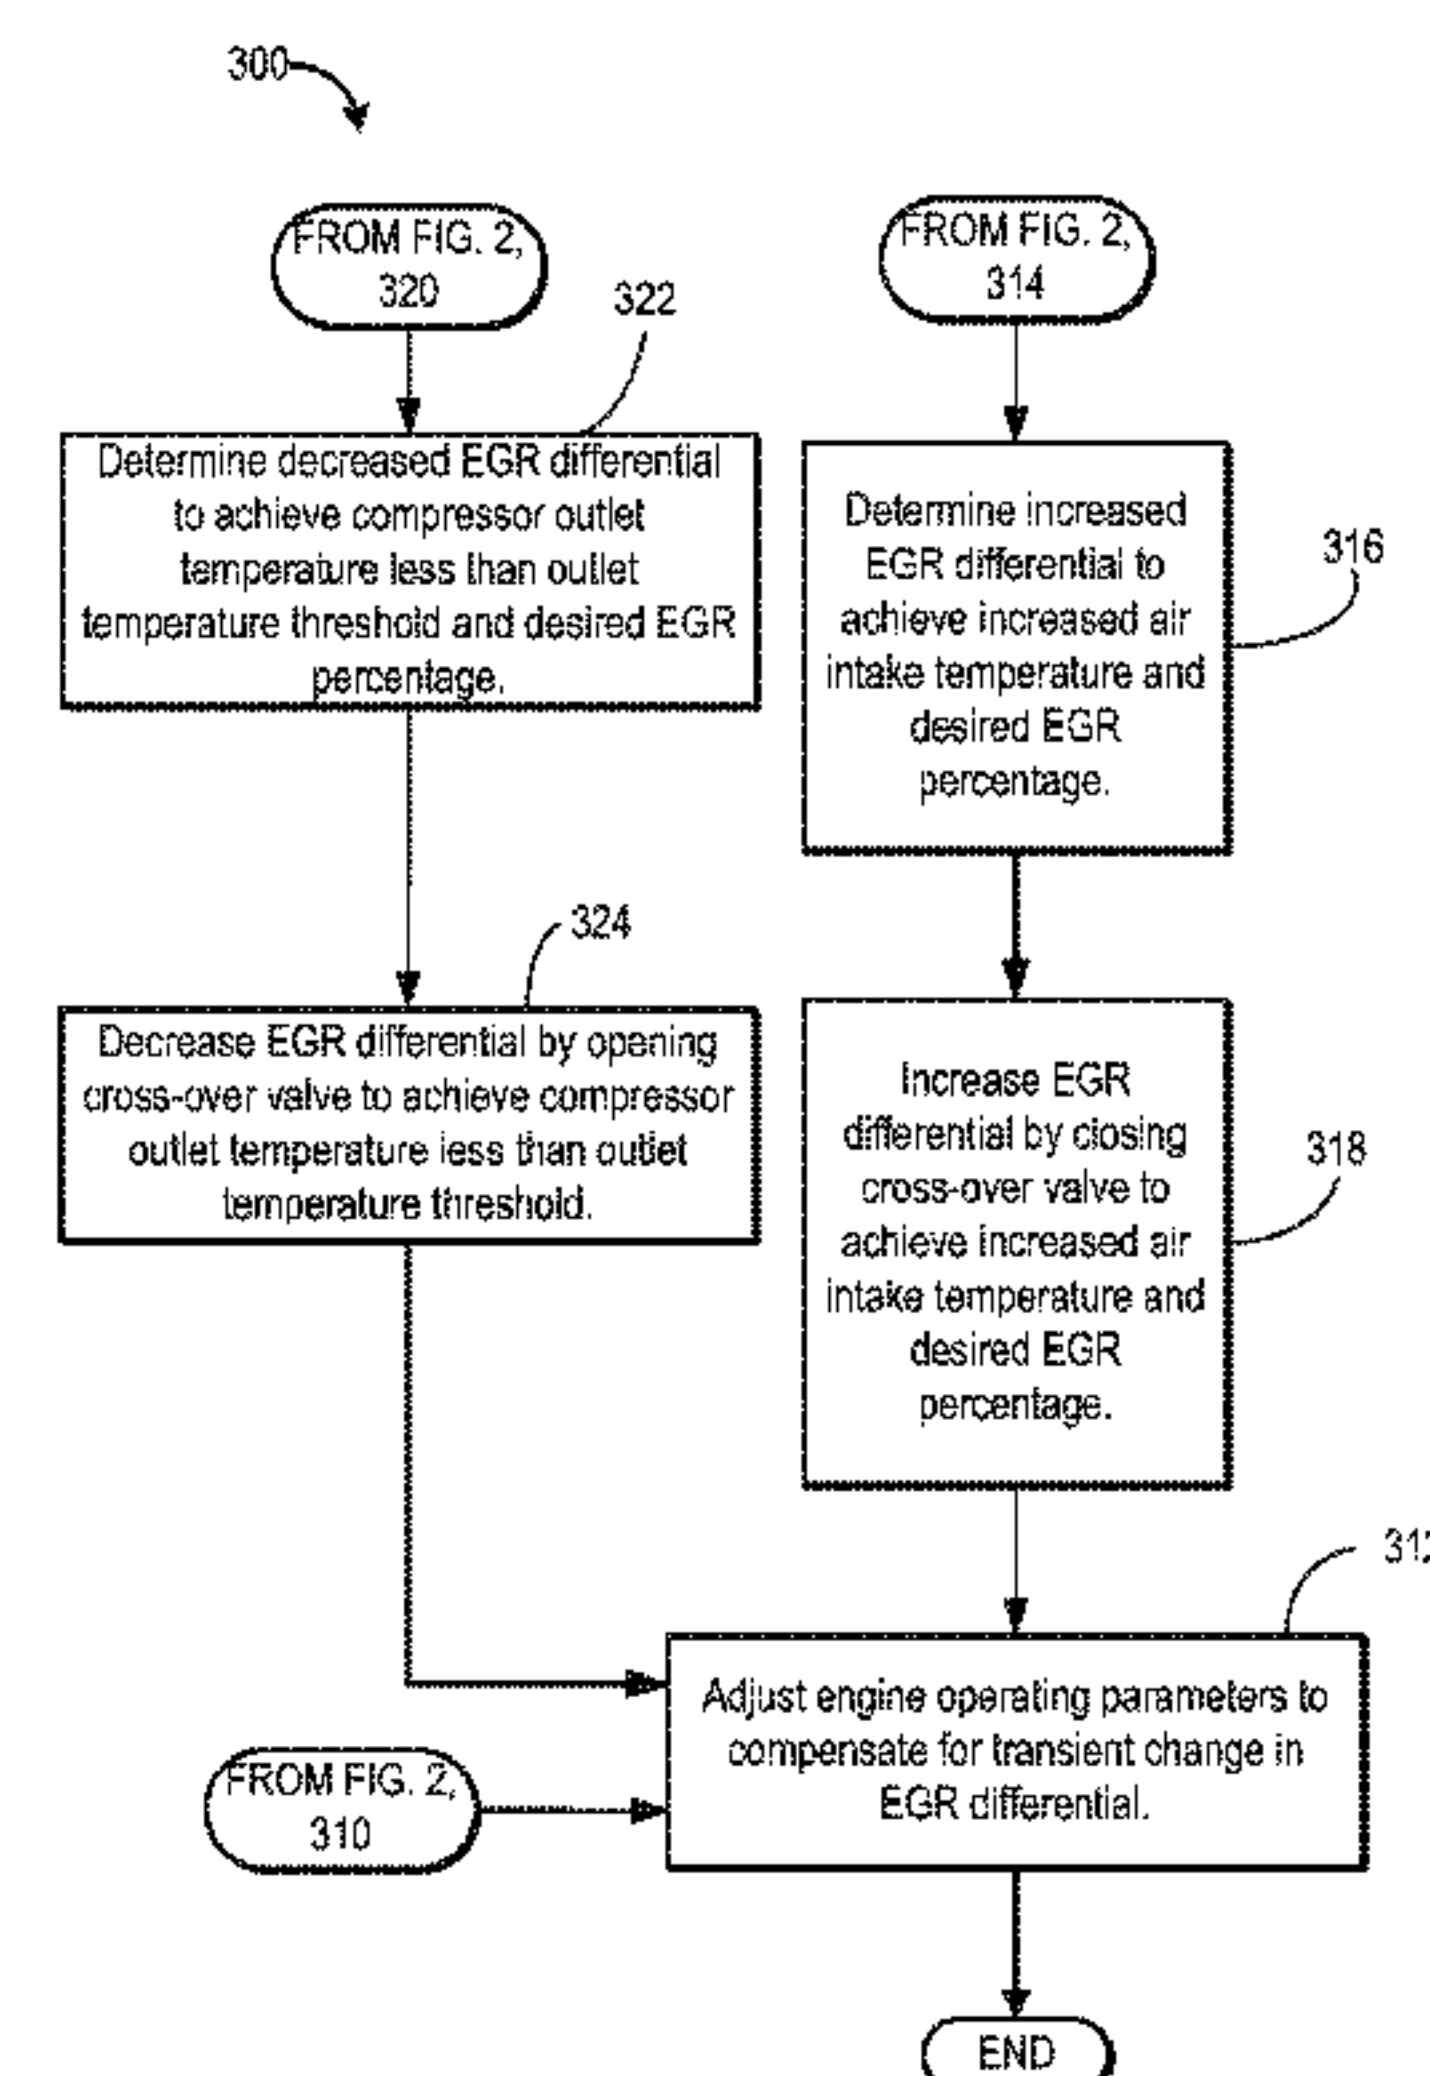 300
FROM FIG. 2,
320
322
Determine decreased EGR differential
to achieve compressor outlet
temperature less than outlet
temperature threshold and desired EGR
percentage.
324
Decrease EGR differential by opening
cross-over valve to achieve compressor
outlet temperature less than outlet
temperature threshold.
FROM FIG. 2,
314
Determine increased
EGR differential to
achieve increased air
intake temperature and
desired EGR
percentage.
316
Increase EGR
differential by closing
cross-over valve to
achieve increased air
intake temperature and
desired EGR
percentage.
318
FROM FIG. 2,
310
Adjust engine operating parameters to
compensate for transient change in
EGR differential.
END